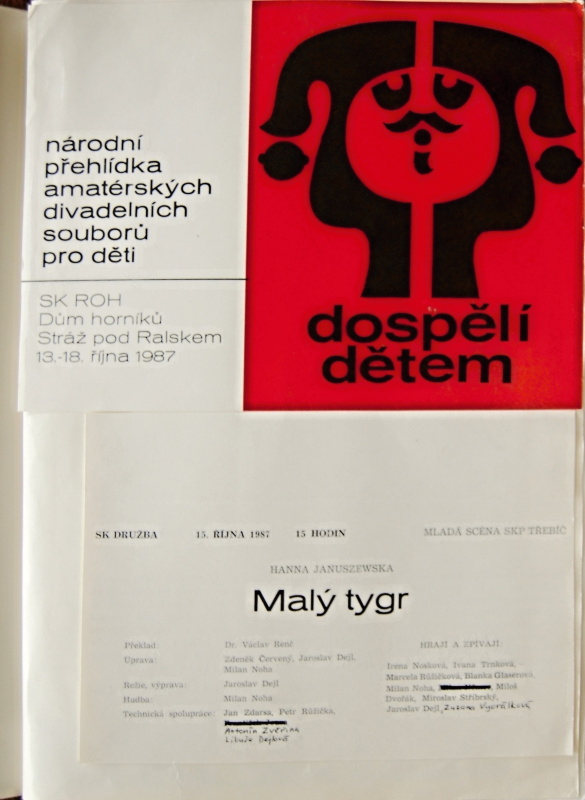 národní
přehlídka
amatérských
divadelních
souborů
pro děti
SK ROH
Dům horníků
Stráž pod Ralskem
13.-18. října 1987
dospělí
dětem
SK DRUŽBA 15. ŘÍJNA 1987 15 HODIN MLADÁ SCÉNA SKP TŘEBÍČ
HANNA JANUSZEWSKA
Malý tygr
Překlad: Dr. Václav Renč
Úprava: Zdeněk Červený, Jaroslav Dejl,
Milan Noha
Režie, výprava: Jaroslav Dejl
Hudba: Milan Noha
Technická spolupráce: Jan Zdarsa, Petr Růžička,
Antonín Zvěřina
Libuše Dejlová
HRAJÍ A ZPÍVAJÍ:
Irena Nosková, Ivana Trnková,
Marcela Růžičková, Blanka Glaserová,
Milan Noha, Miloš
Dvořák, Miroslav Stříbrský,
Jaroslav Dejl, Zuzana